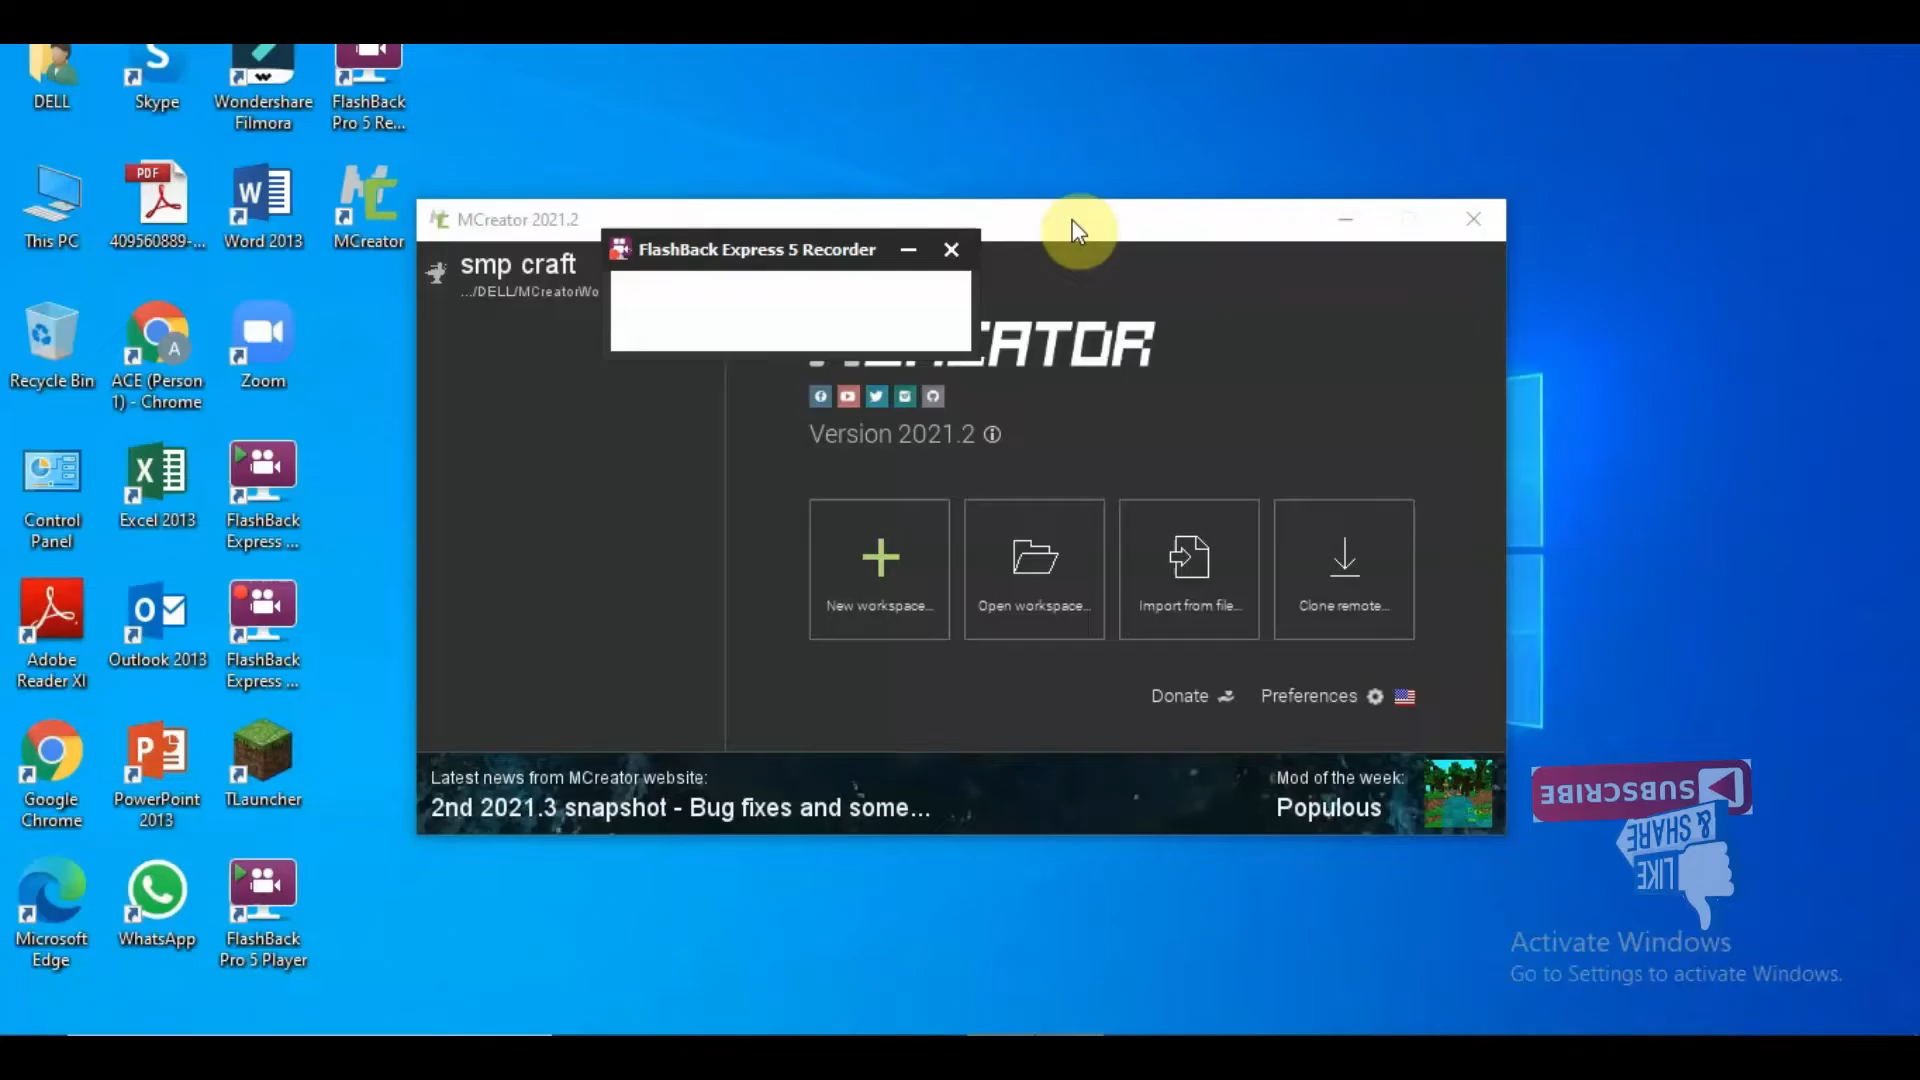 DELL
Skype
Wondershare
Filmora
FlashBack
Pro 5 Re...
This PC
PDF
409560889-...
Word 2013
MCreator
Recycle Bin
ACE (Person
1) - Chrome
Zoom
Control
Panel
Excel 2013
FlashBack
Express ...
Adobe
Reader XI
Outlook 2013
FlashBack
Express ...
Google
Chrome
PowerPoint
2013
TLauncher
Microsoft
Edge
WhatsApp
FlashBack
Pro 5 Player
MCreator 2021.2
smp craft
.../DELL/MCreatorWo
FlashBack Express 5 Recorder
Version 2021.2
New workspace...
Open workspace...
Import from file...
Clone remote...
Donate
Preferences
Latest news from MCreator website:
2nd 2021.3 snapshot - Bug fixes and some...
Mod of the week:
Populous
SUBSCRIBE
& SHARE
LIKE
Activate Windows
Go to Settings to activate Windows.